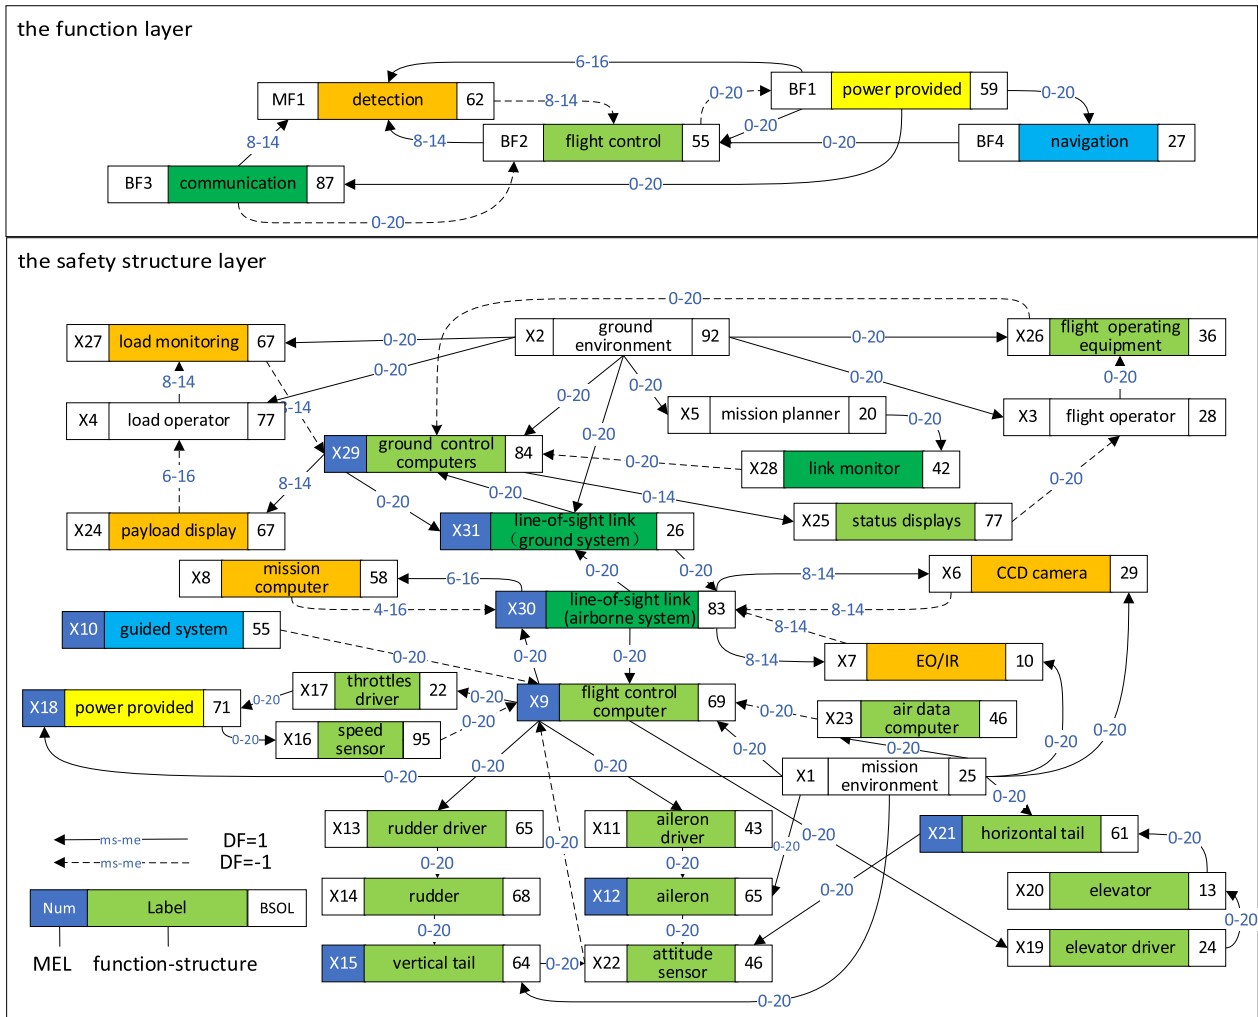 the function layer
6-16
MF1 detection 62
8-14
0-20
BF1 power provided 59
0-20
0-20
8-14
8-14
BF2 flight control 55
0-20
BF4 navigation 27
BF3 communication 87
0-20
0-20
the safety structure layer
0-20
X27 load monitoring 67
0-20
X2 ground
environment 92
0-20
X26 flight operating
equipment 36
0-20
8-14
0-20
0-20
0-20
0-20
X4 load operator 77
8-14
X5 mission planner 20
X3 flight operator 28
0-20
0-20
X29 ground control
computers 84
0-20
X28 link monitor 42
6-16
8-14
0-20
0-20
0-14
0-20
X24 payload display 67
X31 line-of-sight link
（ground system） 26
X25 status displays 77
X8 mission
computer 58
6-16
0-20
0-20
8-14
X6 CCD camera 29
4-16
X30 line-of-sight link
(airborne system) 83
8-14
8-14
X10 guided system 55
0-20
0-20
0-20
8-14
X7 EO/IR 10
X18 power provided 71
0-20
X17 throttles
driver 22
0-20
X9 flight control
computer 69
0-20
X23 air data
computer 46
0-20
X16 speed
sensor 95
0-20
0-20
0-20
0-20
0-20
0-20
0-20
0-20
X1 mission
environment 25
0-20
ms-me DF=1
ms-me DF=-1
X13 rudder driver 65
0-20
X11 aileron
driver 43
0-20
0-20
X21 horizontal tail 61
0-20
0-20
0-20
0-20
X14 rudder 68
X12 aileron 65
X20 elevator 13
Num Label BSOL
0-20
0-20
0-20
MEL function-structure
X15 vertical tail 64
0-20
X22 attitude
sensor 46
X19 elevator driver 24
0-20